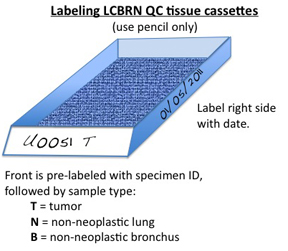 Labeling LCBRN QC tissue cassettes
(use pencil only)
01/05/2011
Label right side
with date.
U0051 T
Front is pre-labeled with specimen ID,
followed by sample type:
T = tumor
N = non-neoplastic lung
B = non-neoplastic bronchus